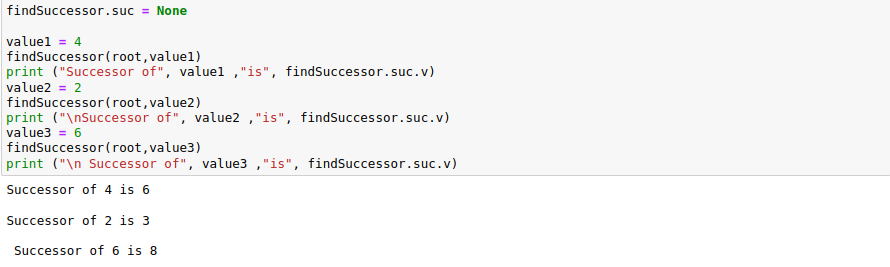 findSuccessor.suc = None

value1 = 4
findSuccessor(root,value1)
print ("Successor of", value1 ,"is", findSuccessor.suc.v)
value2 = 2
findSuccessor(root,value2)
print ("\nSuccessor of", value2 ,"is", findSuccessor.suc.v)
value3 = 6
findSuccessor(root,value3)
print ("\n Successor of", value3 ,"is", findSuccessor.suc.v)
Successor of 4 is 6

Successor of 2 is 3

 Successor of 6 is 8